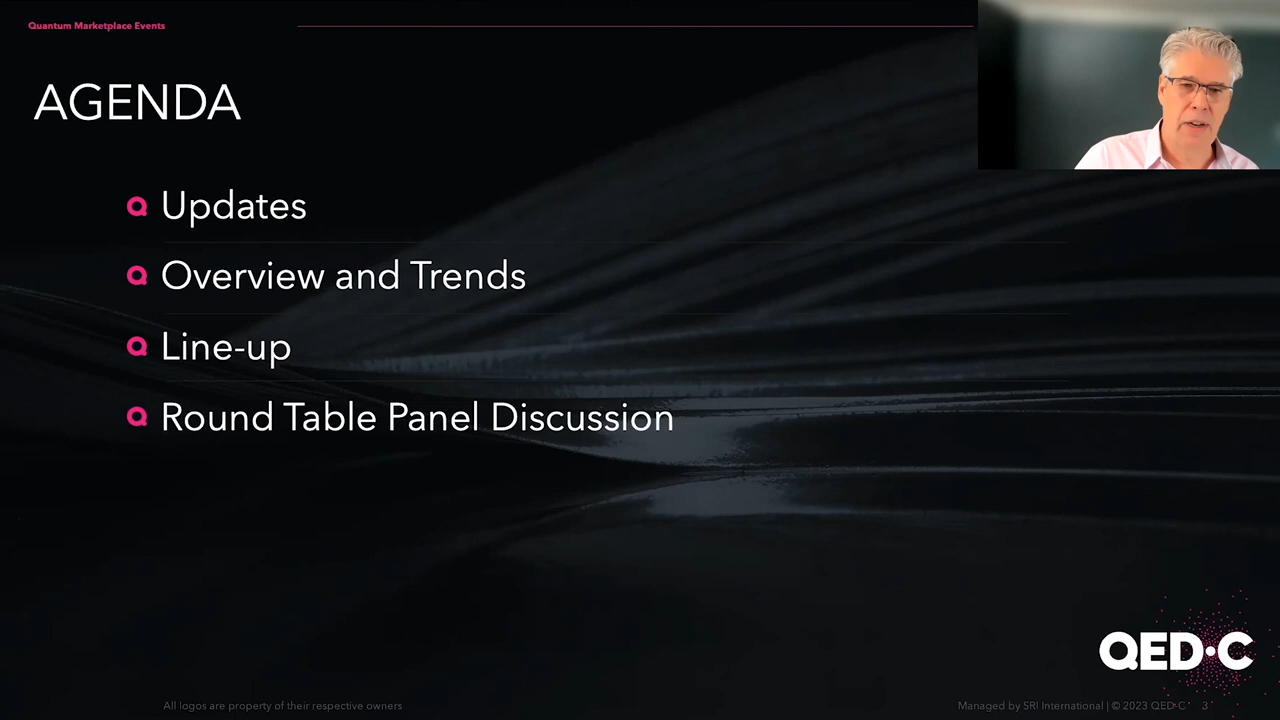 Quantum Marketplace Events
AGENDA
Updates
Overview and Trends
Line-up
Round Table Panel Discussion
QED·C
All logos are property of their respective owners
Managed by SRI International | © 2023 QED-C 3